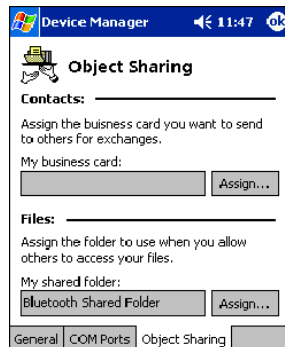 Device Manager 11:47 ok
Object Sharing
Contacts:
Assign the buisness card you want to send
to others for exchanges.
My business card:
Assign...
Files:
Assign the folder to use when you allow
others to access your files.
My shared folder:
Bluetooth Shared Folder Assign...
General COM Ports Object Sharing